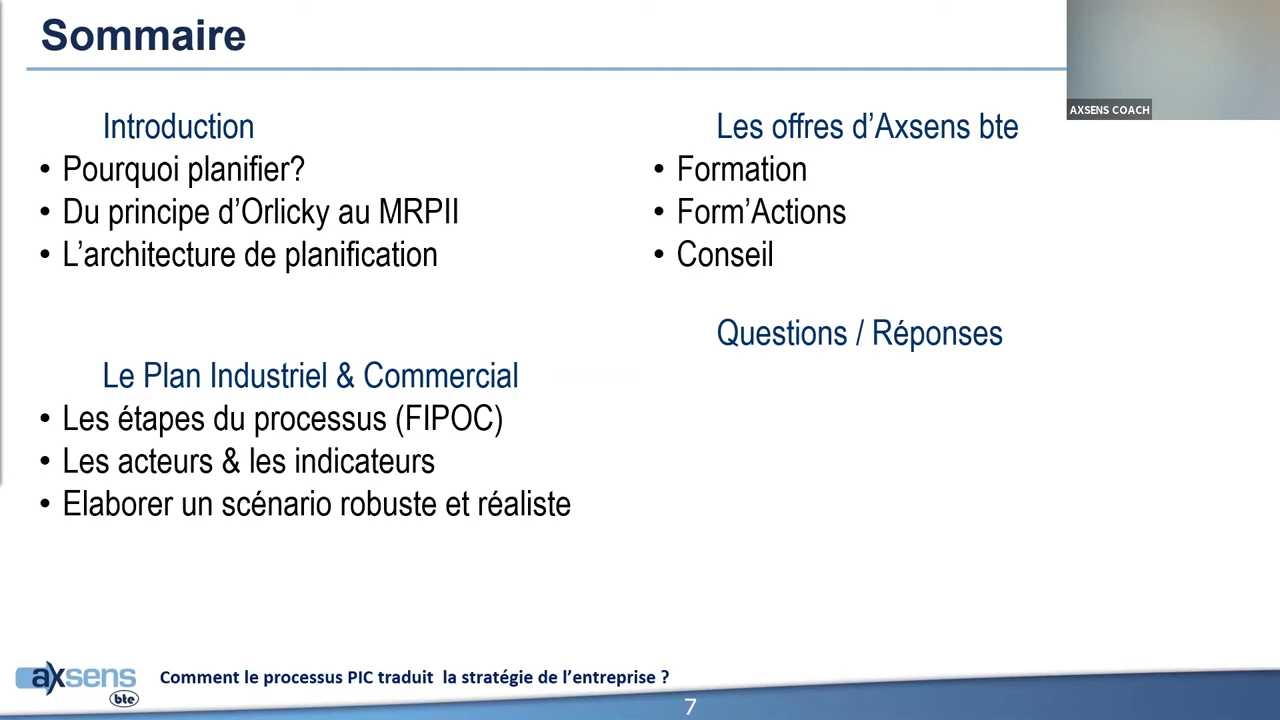 Sommaire
AXSENS COACH
Introduction
• Pourquoi planifier?
• Du principe d’Orlicky au MRPII
• L’architecture de planification
Le Plan Industriel & Commercial
• Les étapes du processus (FIPOC)
• Les acteurs & les indicateurs
• Elaborer un scénario robuste et réaliste
Les offres d’Axsens bte
• Formation
• Form’Actions
• Conseil
Questions / Réponses
axsens
bte
Comment le processus PIC traduit la stratégie de l’entreprise ?
7